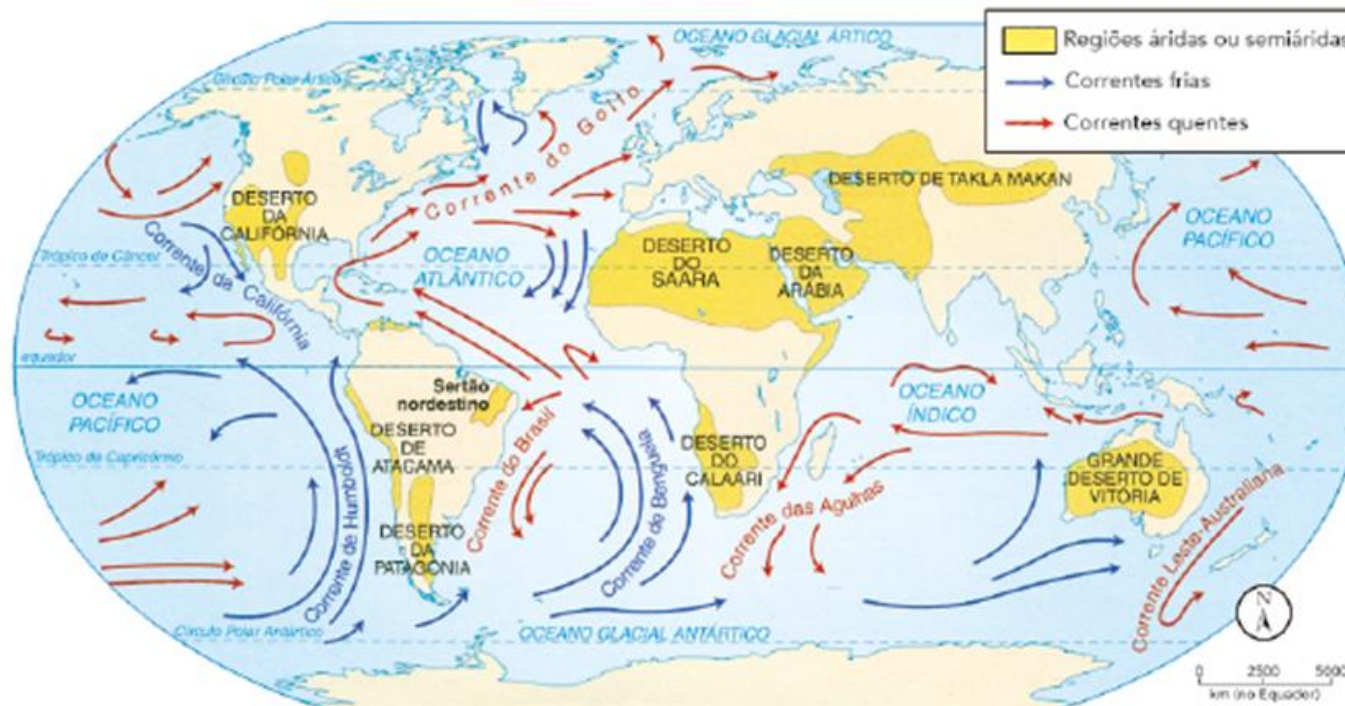 OCEANO GLACIAL ÁRTICO
Regiões áridas ou semiáridas
Correntes frias
Correntes quentes
Círculo Polar Ártico
Corrente do Golfo
DESERTO
DA
CALIFÓRNIA
DESERTO DE TAKLA MAKAN
Corrente da Califórnia
Trópico de Câncer
OCEANO
ATLÂNTICO
DESERTO
DO
SAARA
DESERTO
DA
ARÁBIA
OCEANO
PACÍFICO
equador
OCEANO
PACÍFICO
Sertão
nordestino
OCEANO
ÍNDICO
DESERTO
DE
ATACAMA
Trópico de Capricórnio
Corrente de Humboldt
Corrente do Brasil
Corrente de Benguela
DESERTO
DO
CALAARI
Corrente das Agulhas
GRANDE
DESERTO DE
VITÓRIA
Corrente Leste-Australiana
DESERTO
DA
PATAGÔNIA
Círculo Polar Antártico
OCEANO GLACIAL ANTÁRTICO
N
0 2500 5000
km (no Equador)